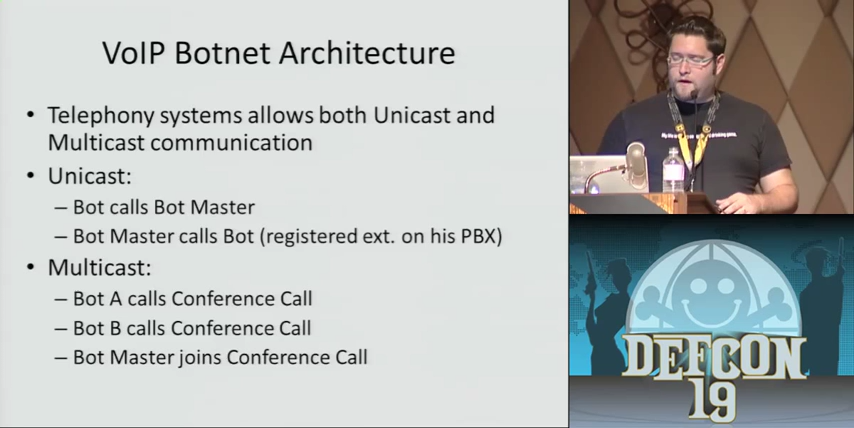 VoIP Botnet Architecture
• Telephony systems allows both Unicast and
Multicast communication
• Unicast:
– Bot calls Bot Master
– Bot Master calls Bot (registered ext. on his PBX)
• Multicast:
– Bot A calls Conference Call
– Bot B calls Conference Call
– Bot Master joins Conference Call
DEFCON
19